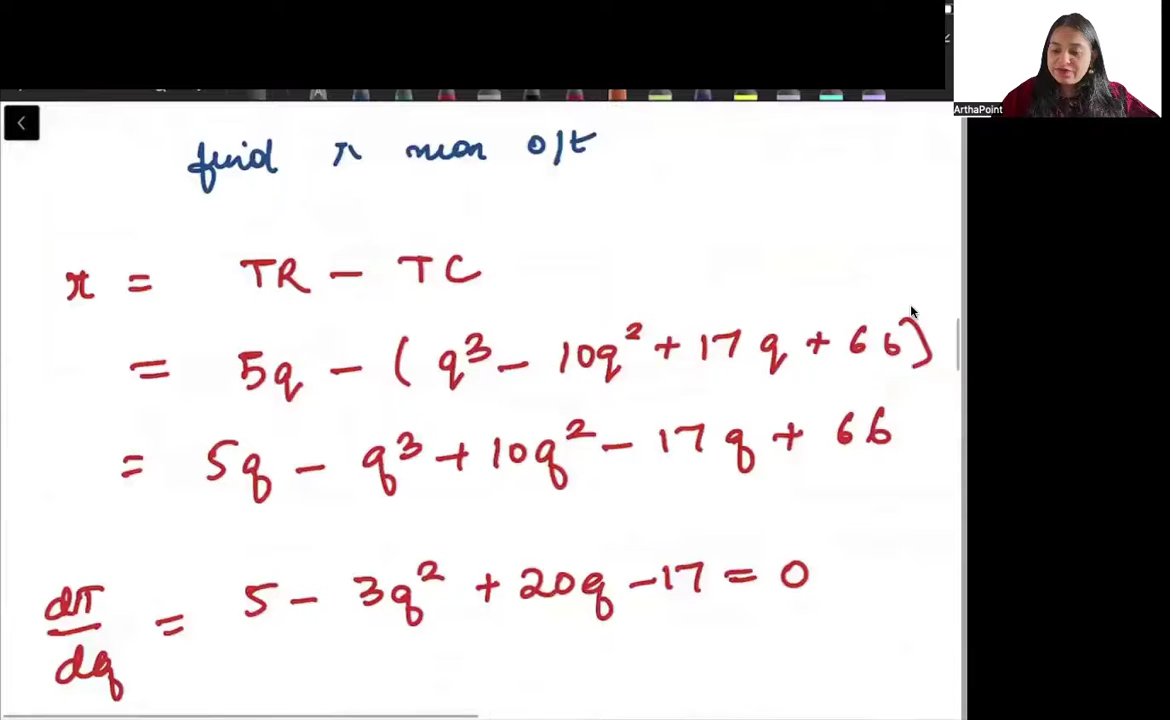 ArthaPoint
find π max o/t
π = TR - TC
= 5q - (q³ - 10q² + 17q + 66)
= 5q - q³ + 10q² - 17q + 66
dπ/dq = 5 - 3q² + 20q - 17 = 0